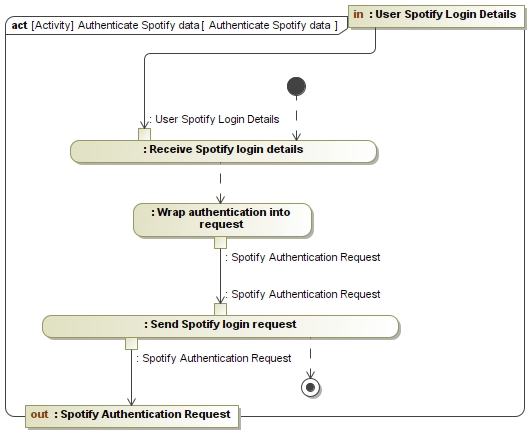 act [Activity] Authenticate Spotify data [ Authenticate Spotify data ]
in : User Spotify Login Details
: User Spotify Login Details
: Receive Spotify login details
: Wrap authentication into
request
: Spotify Authentication Request
: Spotify Authentication Request
: Send Spotify login request
: Spotify Authentication Request
out : Spotify Authentication Request